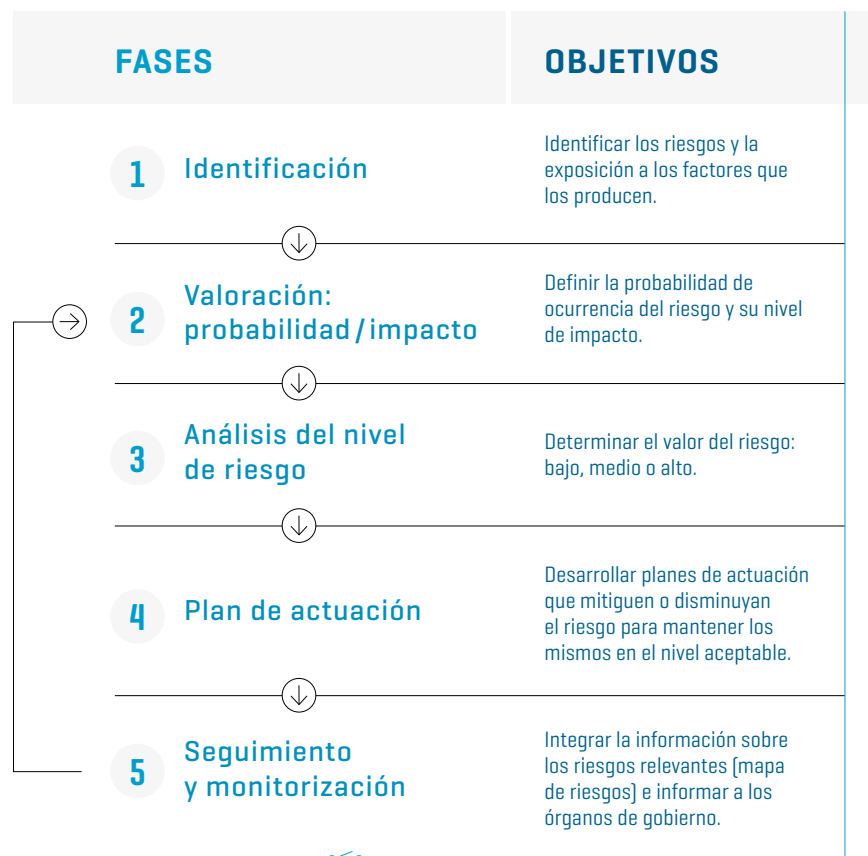 FASES
OBJETIVOS
1
Identificación
Identificar los riesgos y la
exposición a los factores que
los producen.
2
Valoración:
probabilidad / impacto
Definir la probabilidad de
ocurrencia del riesgo y su nivel
de impacto.
3
Análisis del nivel
de riesgo
Determinar el valor del riesgo:
bajo, medio o alto.
4
Plan de actuación
Desarrollar planes de actuación
que mitiguen o disminuyan
el riesgo para mantener los
mismos en el nivel aceptable.
5
Seguimiento
y monitorización
Integrar la información sobre
los riesgos relevantes (mapa
de riesgos) e informar a los
órganos de gobierno.